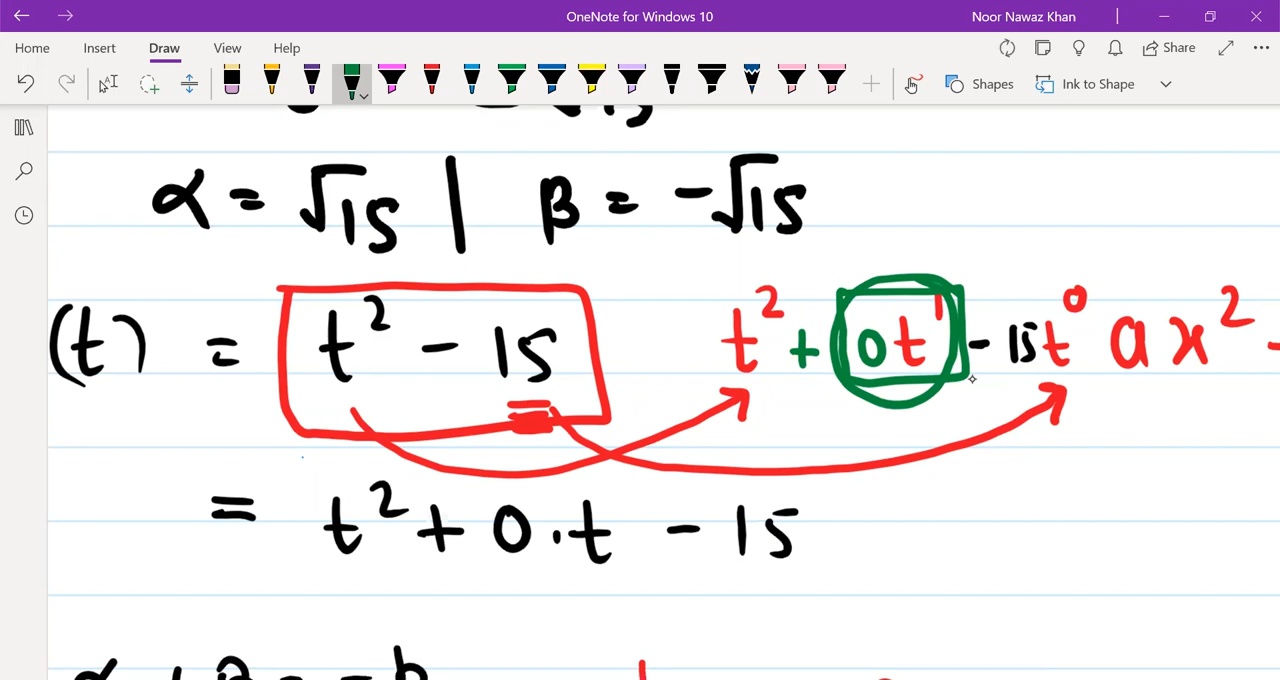 OneNote for Windows 10
Noor Nawaz Khan
Home Insert Draw View Help Share
Shapes Ink to Shape
α = √15 | β = -√15
(t) = t² - 15 t² + 0t¹ - 15t⁰ ax² -
= t² + 0.t - 15
α + β = -b